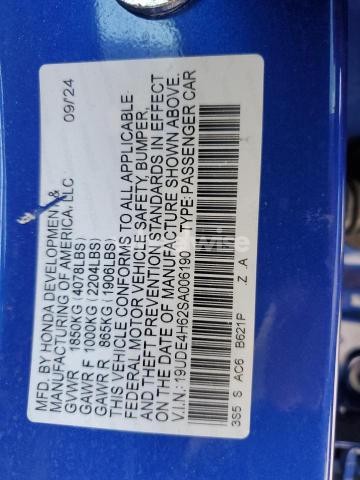 MFD. BY HONDA DEVELOPMENT &
MANUFACTURING OF AMERICA, LLC 09/24
GVWR 1850KG (4078LBS)
GAWR F 1000KG (2204LBS)
GAWR R 865KG (1906LBS)
THIS VEHICLE CONFORMS TO ALL APPLICABLE
FEDERAL MOTOR VEHICLE SAFETY, BUMPER,
AND THEFT PREVENTION STANDARDS IN EFFECT
ON THE DATE OF MANUFACTURE SHOWN ABOVE.
V.I.N.: 19UDE4H62SA006190 TYPE: PASSENGER CAR
3S5 S AC6 B621P Z A